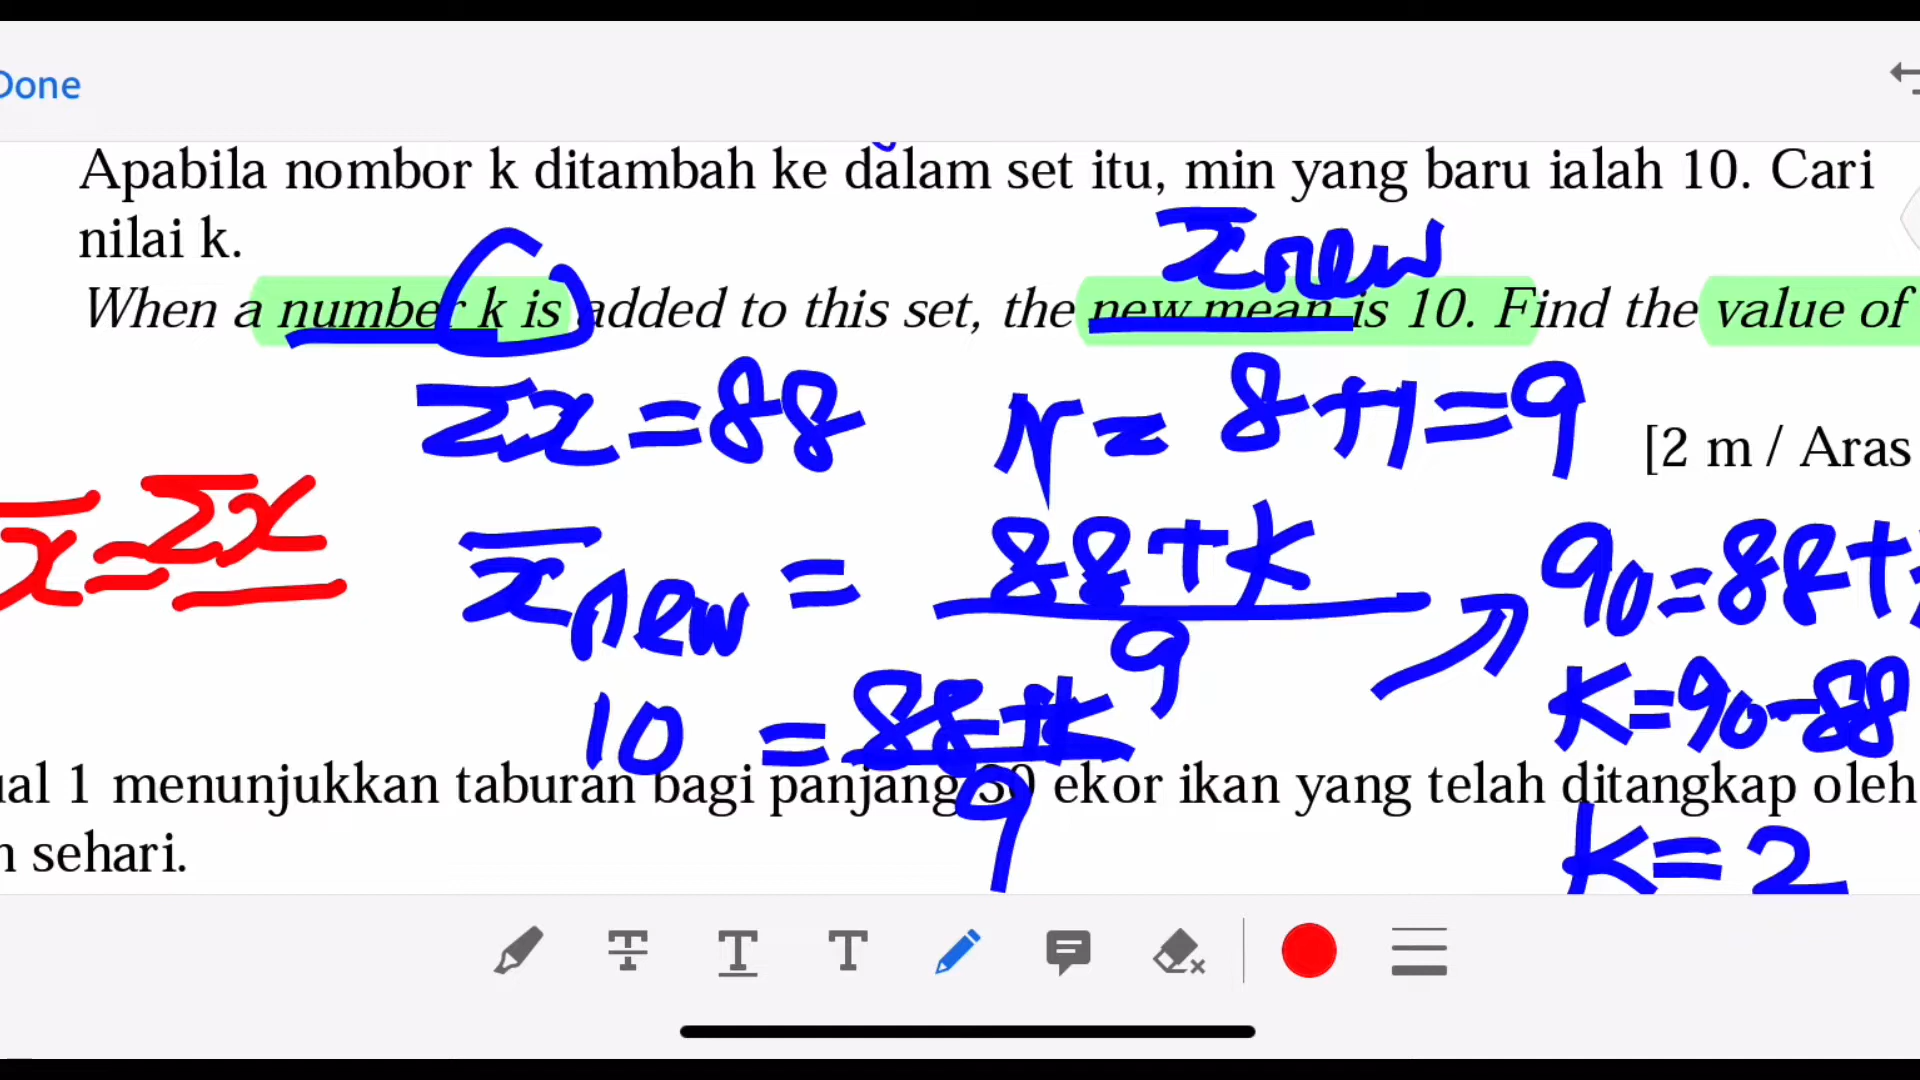 Done
Apabila nombor k ditambah ke dalam set itu, min yang baru ialah 10. Cari
nilai k.
x̄ new
When a number k is added to this set, the new mean is 10. Find the value of
Σx = 88
n = 8+1 = 9
[2 m / Aras
x̄ = Σx
x̄ new = 88+k / 9
90 = 88+
10 = 88+k / 9
k = 90-88
ual 1 menunjukkan taburan bagi panjang 30 ekor ikan yang telah ditangkap oleh
n sehari.
k = 2